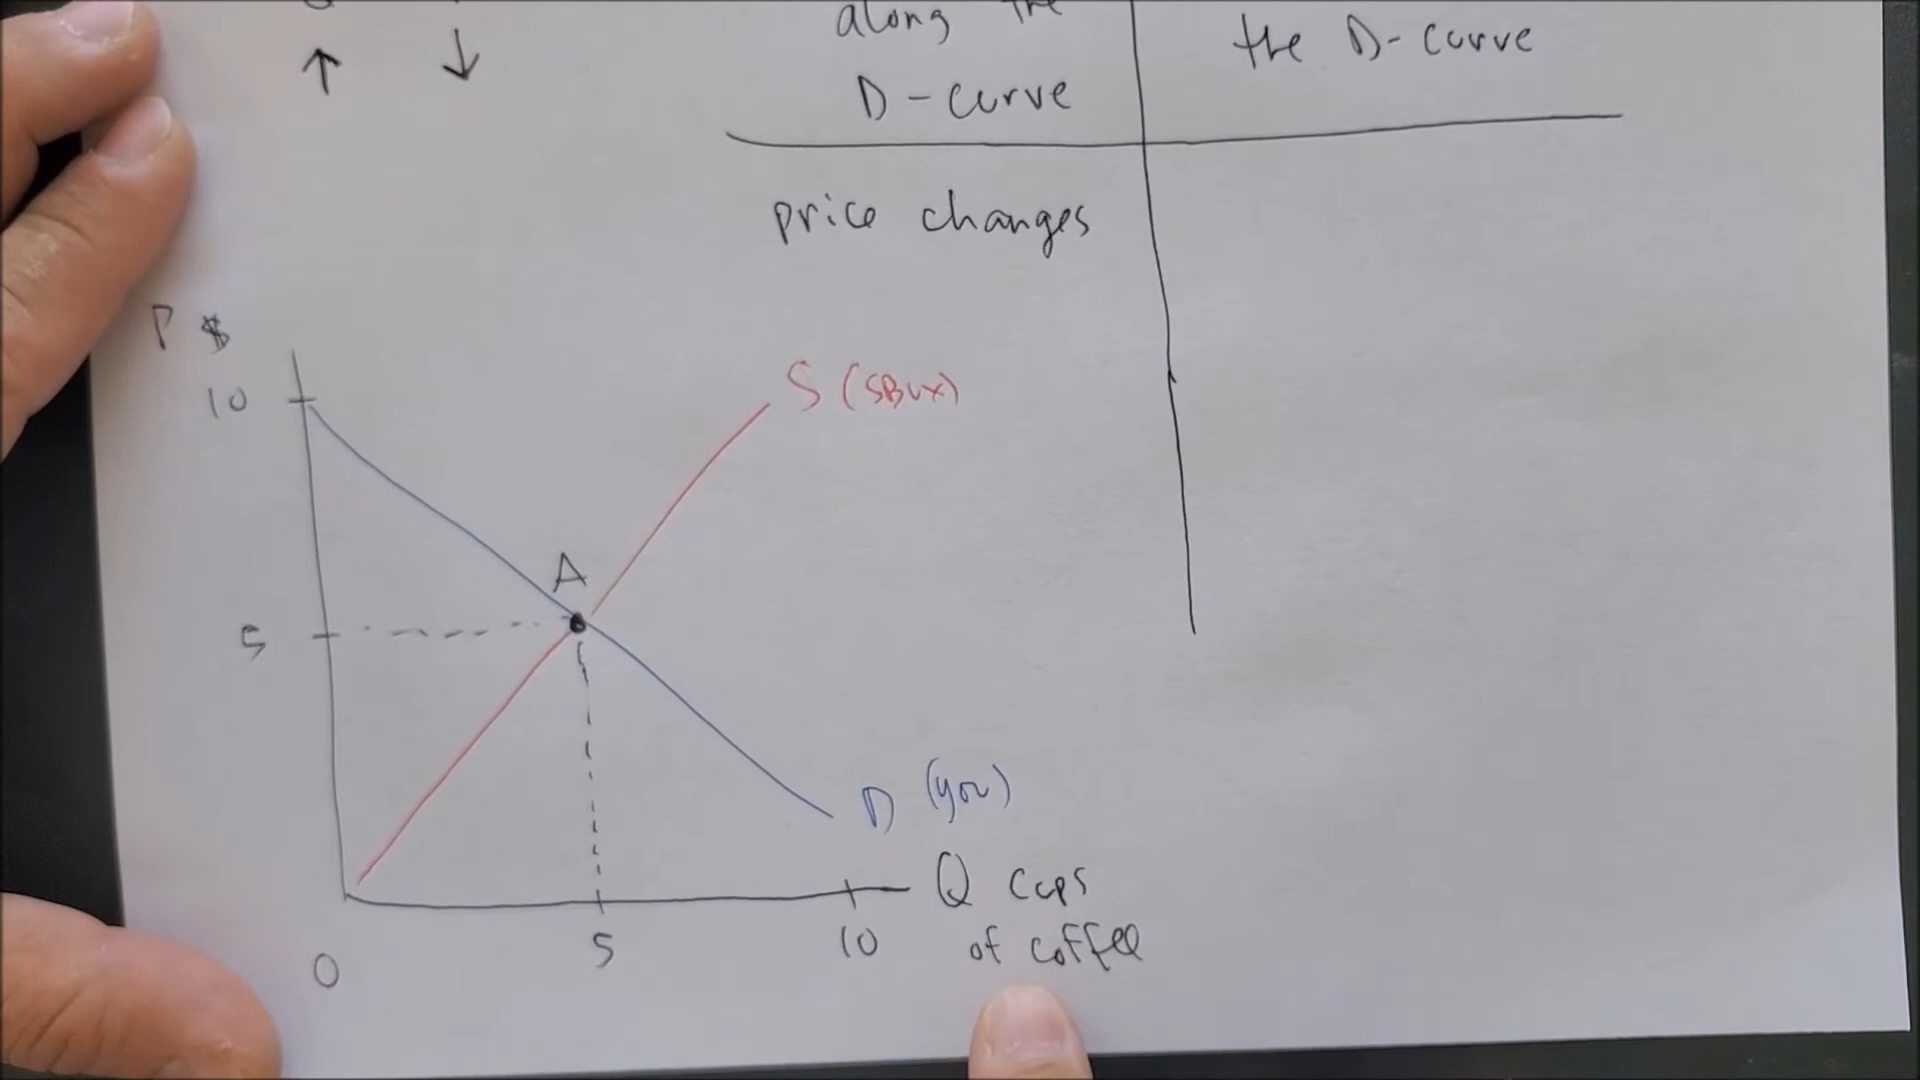 ↑ ↓
along the
D-curve
the D-curve
price changes
P $
10
S (SBUX)
A
5
D (you)
Q cups
of coffee
0
5
10